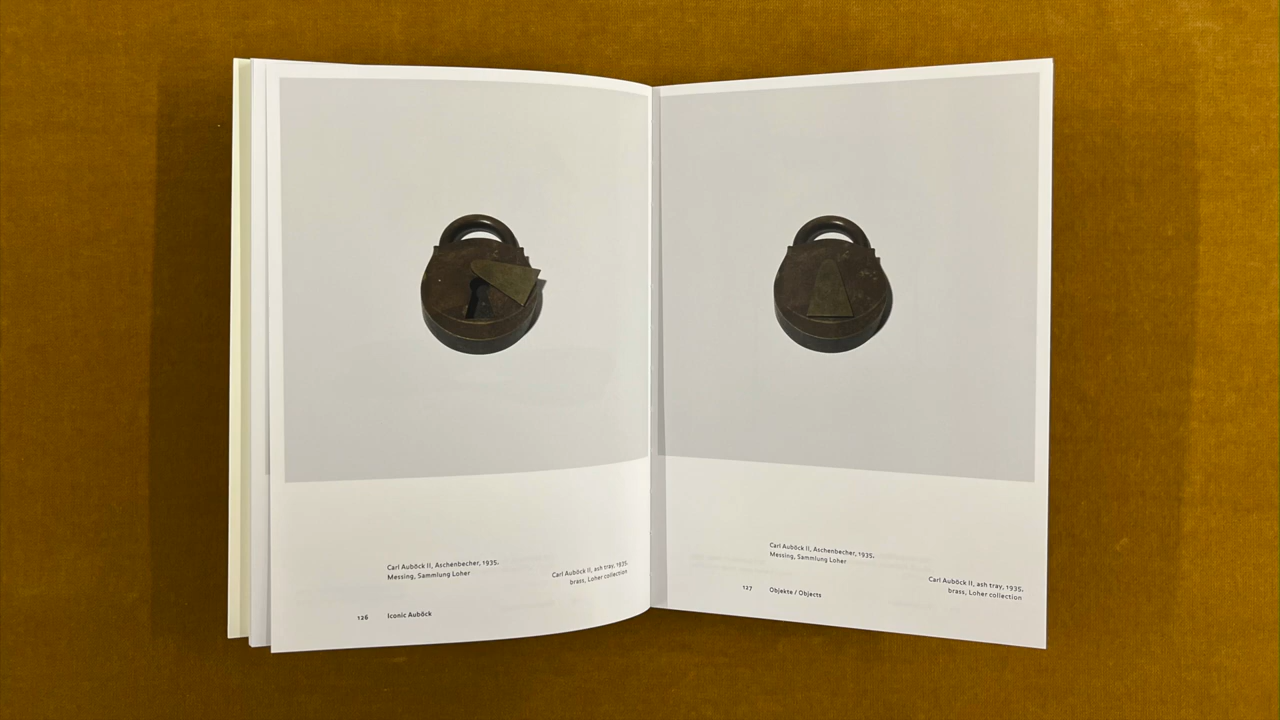 Carl Auböck II, Aschenbecher, 1935.
Messing, Sammlung Loher
Carl Auböck II, ash tray, 1935.
brass, Loher collection
126 Iconic Auböck
Carl Auböck II, Aschenbecher, 1935.
Messing, Sammlung Loher
Carl Auböck II, ash tray, 1935.
brass, Loher collection
127 Objekte / Objects